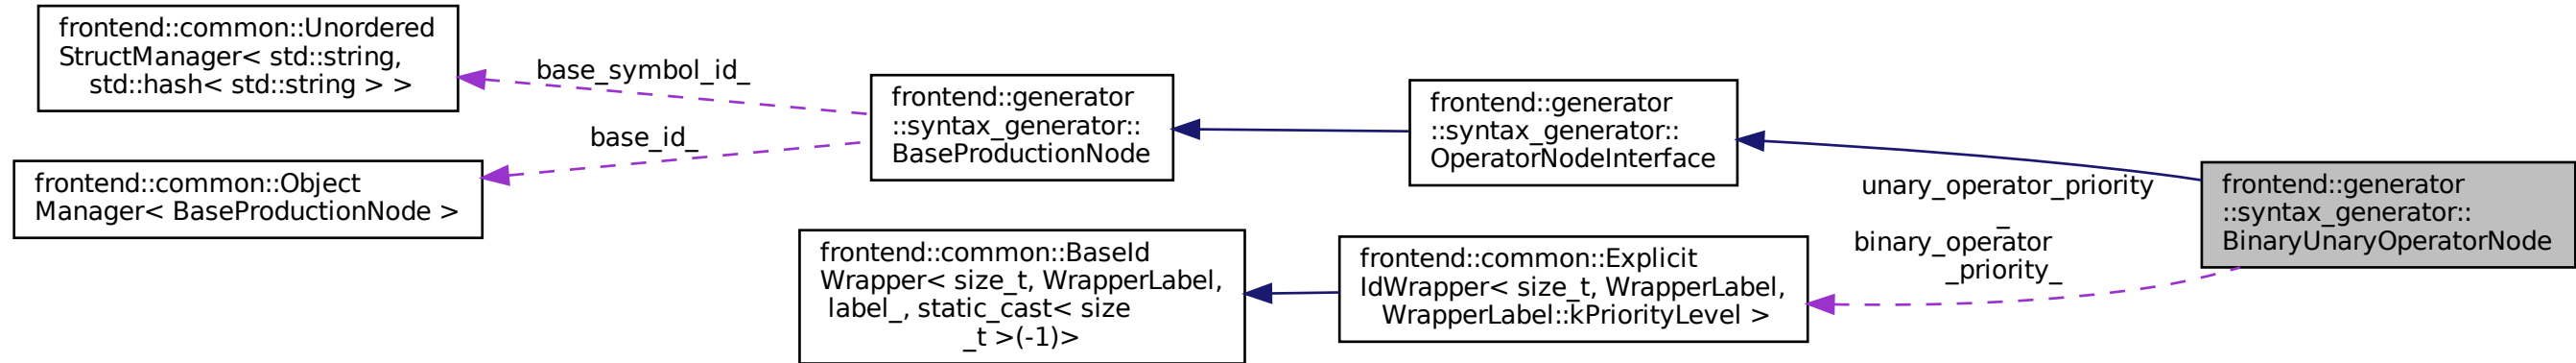 frontend::common::Unordered
StructManager< std::string,
std::hash< std::string > >
base_symbol_id_
base_id_
frontend::common::Object
Manager< BaseProductionNode >
frontend::generator
::syntax_generator::
BaseProductionNode
frontend::generator
::syntax_generator::
OperatorNodeInterface
frontend::common::BaseId
Wrapper< size_t, WrapperLabel,
label_, static_cast< size
_t >(-1)>
frontend::common::Explicit
IdWrapper< size_t, WrapperLabel,
WrapperLabel::kPriorityLevel >
unary_operator_priority
_
binary_operator
_priority_
frontend::generator
::syntax_generator::
BinaryUnaryOperatorNode